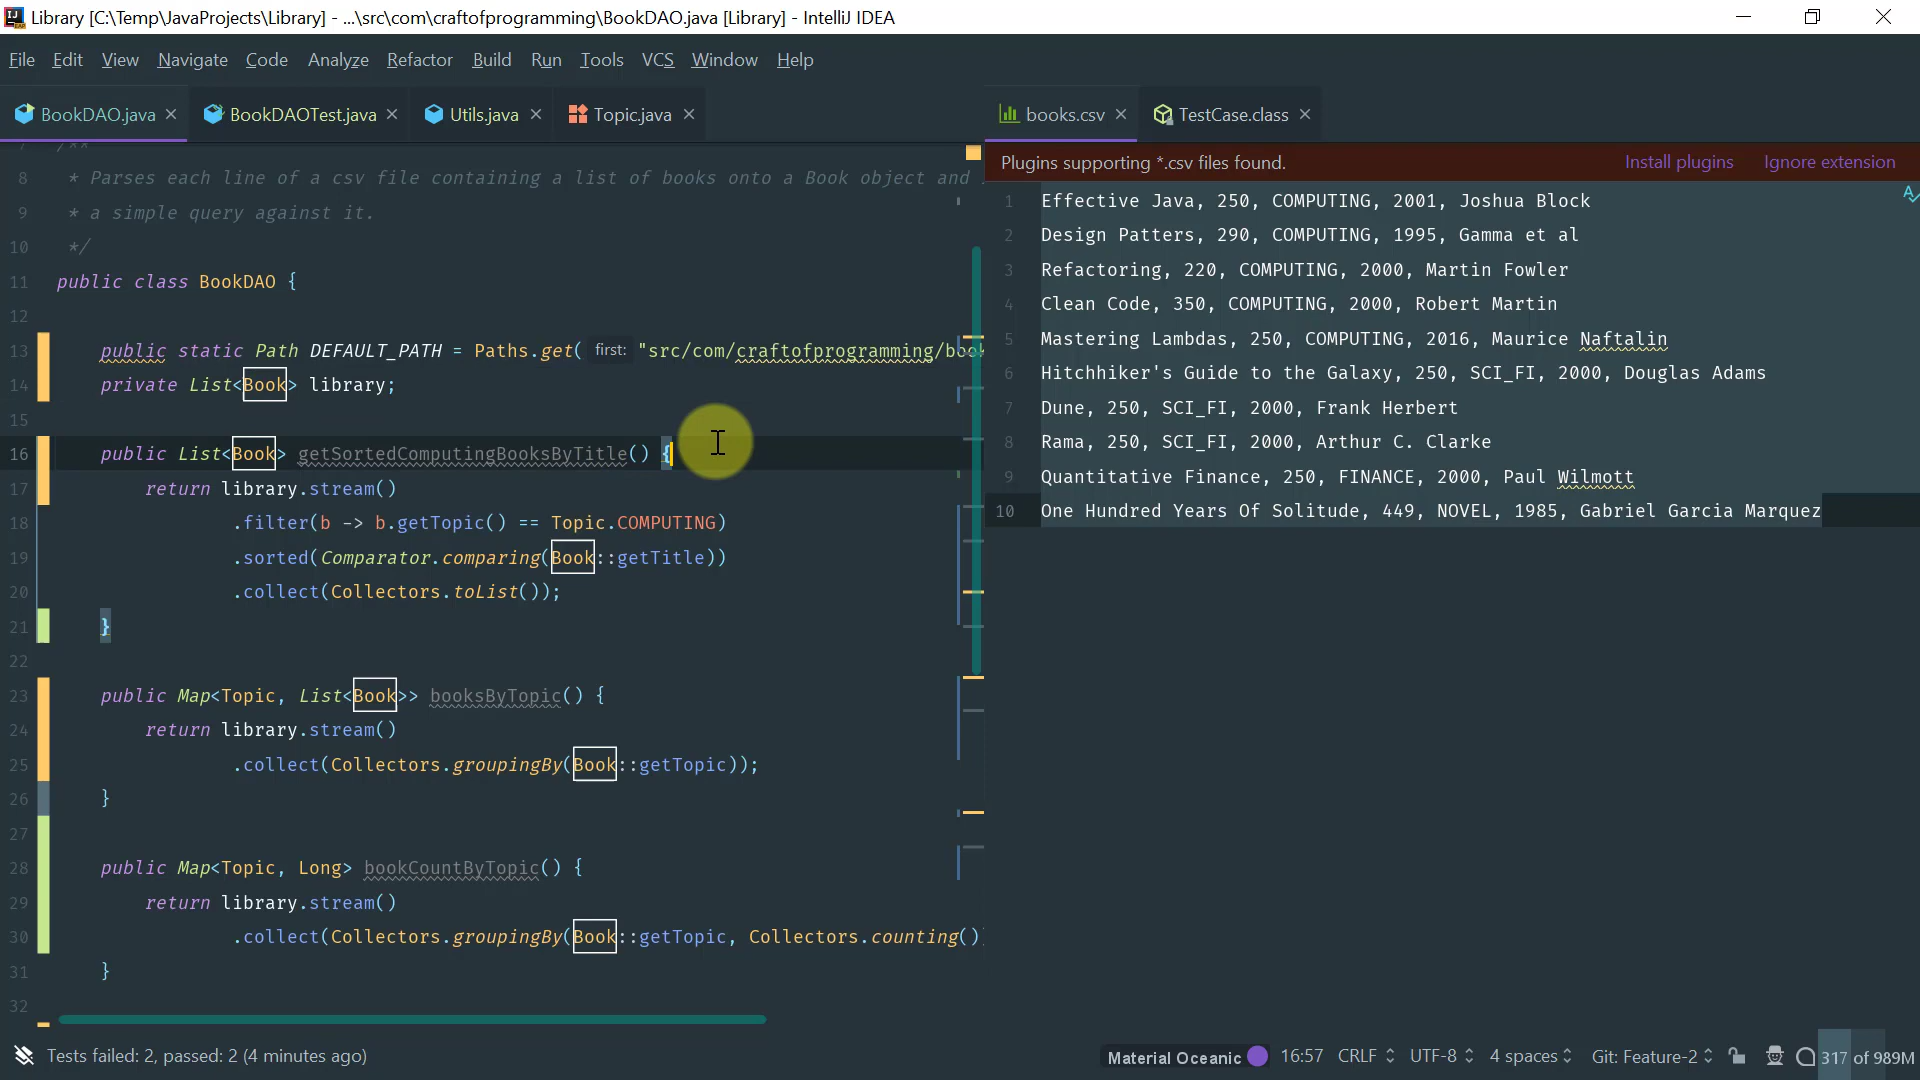 Library [C:\Temp\JavaProjects\Library] - ...\src\com\craftofprogramming\BookDAO.java [Library] - IntelliJ IDEA
File Edit View Navigate Code Analyze Refactor Build Run Tools VCS Window Help
BookDAO.java BookDAOTest.java Utils.java Topic.java
7 /**
8 * Parses each line of a csv file containing a list of books onto a Book object and
9 * a simple query against it.
10 */
11 public class BookDAO {
12
13 public static Path DEFAULT_PATH = Paths.get( first: "src/com/craftofprogramming/book
14 private List<Book> library;
15
16 public List<Book> getSortedComputingBooksByTitle() {
17 return library.stream()
18 .filter(b -> b.getTopic() == Topic.COMPUTING)
19 .sorted(Comparator.comparing(Book::getTitle))
20 .collect(Collectors.toList());
21 }
22
23 public Map<Topic, List<Book>> booksByTopic() {
24 return library.stream()
25 .collect(Collectors.groupingBy(Book::getTopic));
26 }
27
28 public Map<Topic, Long> bookCountByTopic() {
29 return library.stream()
30 .collect(Collectors.groupingBy(Book::getTopic, Collectors.counting()
31 }
32
books.csv TestCase.class
Plugins supporting *.csv files found. Install plugins Ignore extension
1 Effective Java, 250, COMPUTING, 2001, Joshua Block
2 Design Patters, 290, COMPUTING, 1995, Gamma et al
3 Refactoring, 220, COMPUTING, 2000, Martin Fowler
4 Clean Code, 350, COMPUTING, 2000, Robert Martin
5 Mastering Lambdas, 250, COMPUTING, 2016, Maurice Naftalin
6 Hitchhiker's Guide to the Galaxy, 250, SCI_FI, 2000, Douglas Adams
7 Dune, 250, SCI_FI, 2000, Frank Herbert
8 Rama, 250, SCI_FI, 2000, Arthur C. Clarke
9 Quantitative Finance, 250, FINANCE, 2000, Paul Wilmott
10 One Hundred Years Of Solitude, 449, NOVEL, 1985, Gabriel Garcia Marquez
Tests failed: 2, passed: 2 (4 minutes ago)
Material Oceanic 16:57 CRLF UTF-8 4 spaces Git: Feature-2 317 of 989M